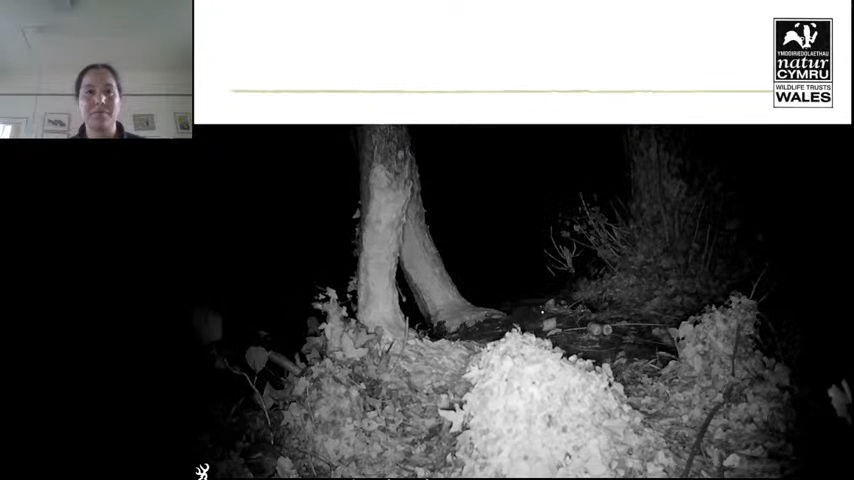 YMDDIRIEDOLAETHAU
natur
CYMRU
WILDLIFE TRUSTS
WALES